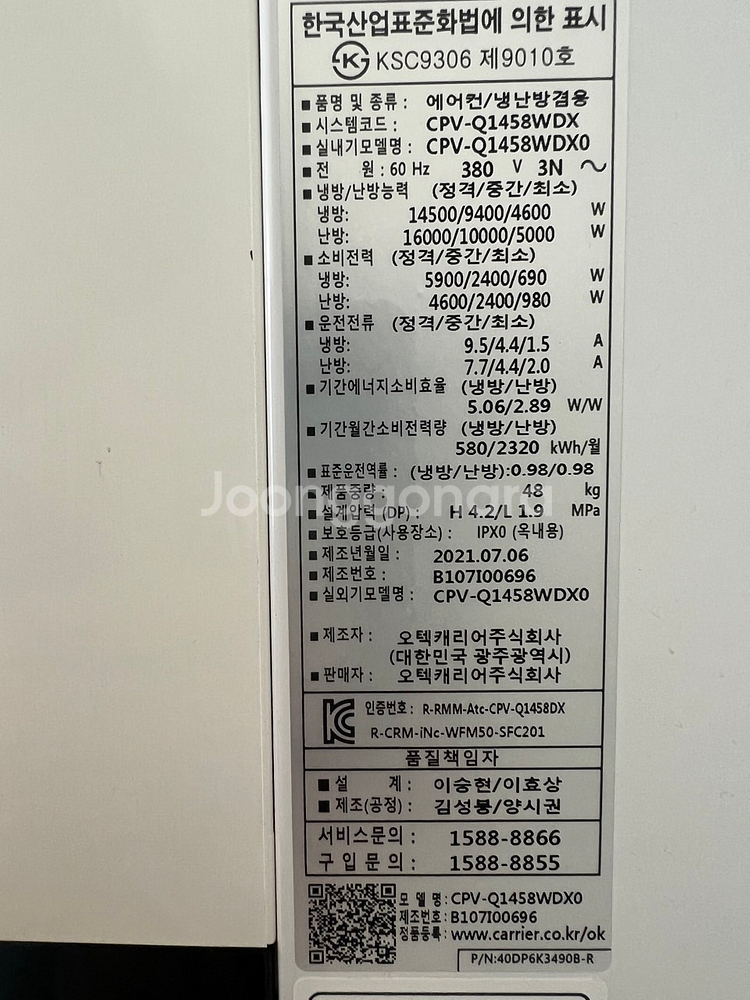 한국산업표준화법에 의한 표시
KSC9306 제9010호
■ 품명 및 종류 : 에어컨/냉난방겸용
■ 시스템코드 : CPV-Q1458WDX
■ 실내기모델명 : CPV-Q1458WDX0
■ 전 원 : 60 Hz 380 V 3N ~
■ 냉방/난방능력 (정격/중간/최소)
냉방: 14500/9400/4600 W
난방: 16000/10000/5000 W
■ 소비전력 (정격/중간/최소)
냉방: 5900/2400/690 W
난방: 4600/2400/980 W
■ 운전전류 (정격/중간/최소)
냉방: 9.5/4.4/1.5 A
난방: 7.7/4.4/2.0 A
■ 기간에너지소비효율 (냉방/난방)
5.06/2.89 W/W
■ 기간월간소비전력량 (냉방/난방)
580/2320 kWh/월
■ 표준운전역률 : (냉방/난방):0.98/0.98
■ 제품중량 : 48 kg
Joonggonara
■ 설계압력 (DP) : H 4.2/L 1.9 MPa
■ 보호등급(사용장소) : IPX0 (옥내용)
■ 제조년월일 : 2021.07.06
■ 제조번호 : B107I00696
■ 실외기모델명 : CPV-Q1458WDX0
■ 제조자 : 오텍캐리어주식회사
(대한민국 광주광역시)
■ 판매자 : 오텍캐리어주식회사
인증번호 : R-RMM-Atc-CPV-Q1458DX
R-CRM-iNc-WFM50-SFC201
품질책임자
■ 설 계 : 이승현/이효상
■ 제조(공정) : 김성봉/양시권
서비스문의 : 1588-8866
구입문의 : 1588-8855
모 델 명 : CPV-Q1458WDX0
제조번호 : B107I00696
정품등록 : www.carrier.co.kr/ok
P/N:40DP6K3490B-R